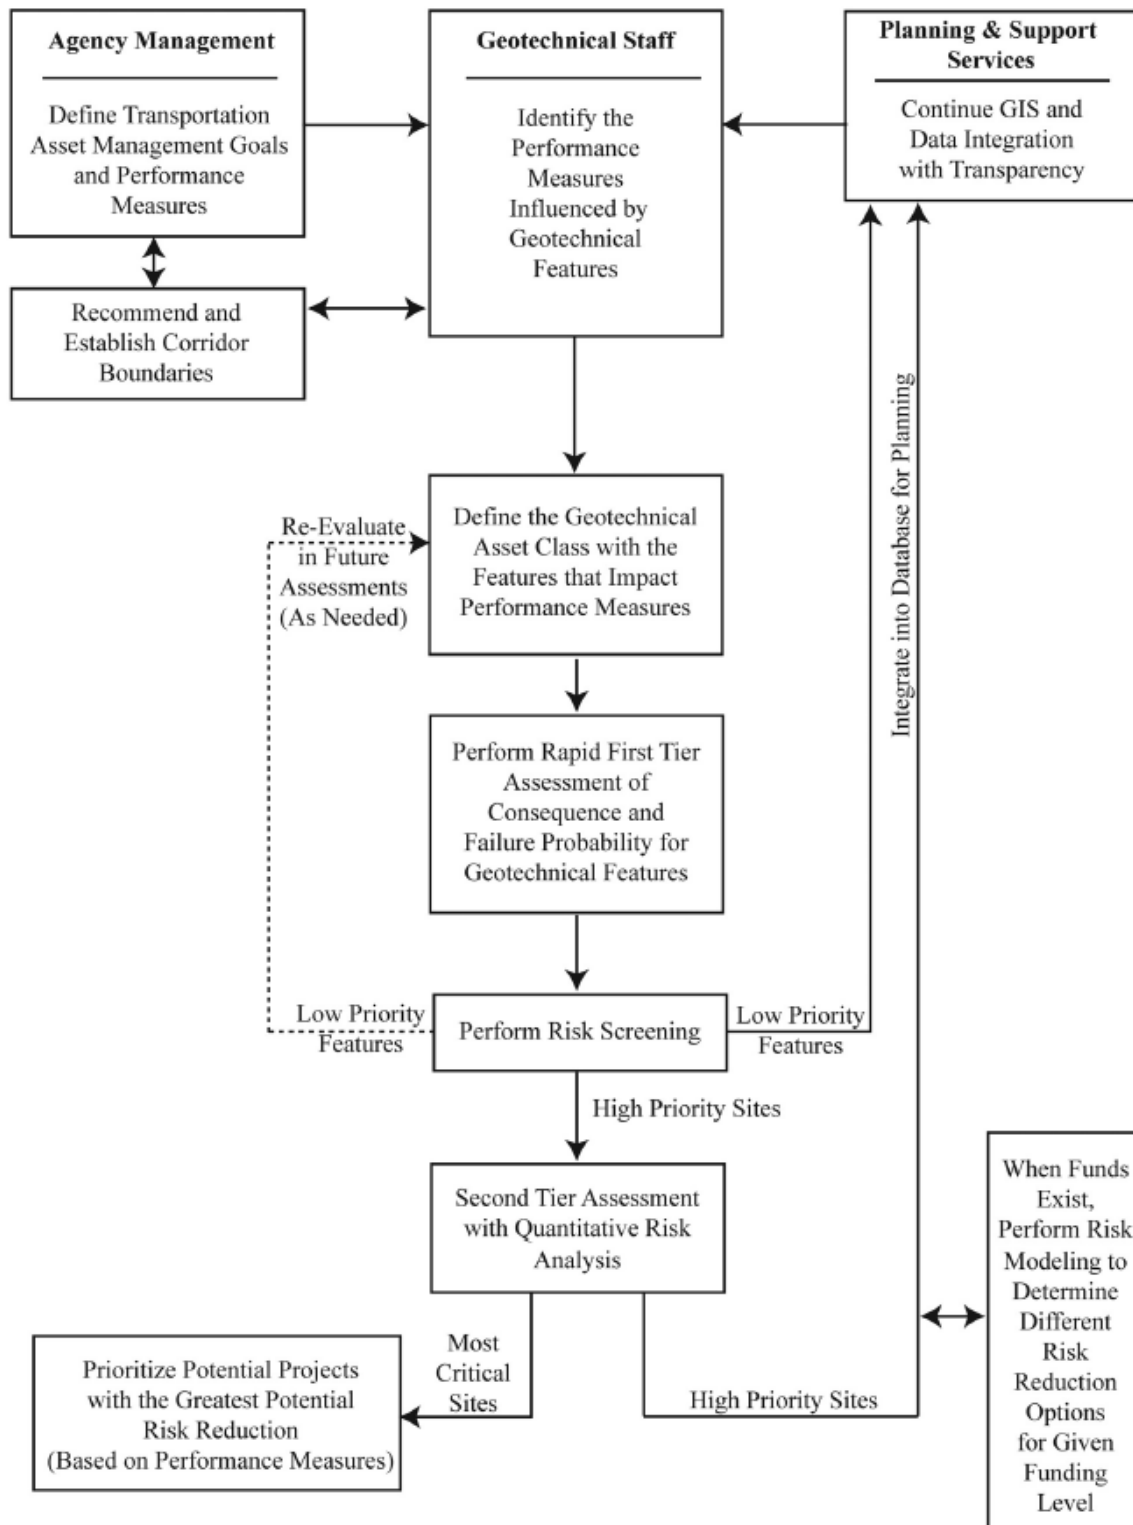 Agency Management
Define Transportation
Asset Management Goals
and Performance
Measures
Recommend and
Establish Corridor
Boundaries
Geotechnical Staff
Identify the
Performance
Measures
Influenced by
Geotechnical
Features
Planning & Support
Services
Continue GIS and
Data Integration
with Transparency
Integrate into Database for Planning
Re-Evaluate
in Future
Assessments
(As Needed)
Define the Geotechnical
Asset Class with the
Features that Impact
Performance Measures
Perform Rapid First Tier
Assessment of
Consequence and
Failure Probability for
Geotechnical Features
Low Priority
Features
Perform Risk Screening
Low Priority
Features
High Priority Sites
Second Tier Assessment
with Quantitative Risk
Analysis
Most
Critical
Sites
High Priority Sites
Prioritize Potential Projects
with the Greatest Potential
Risk Reduction
(Based on Performance Measures)
When Funds
Exist,
Perform Risk
Modeling to
Determine
Different
Risk
Reduction
Options
for Given
Funding
Level